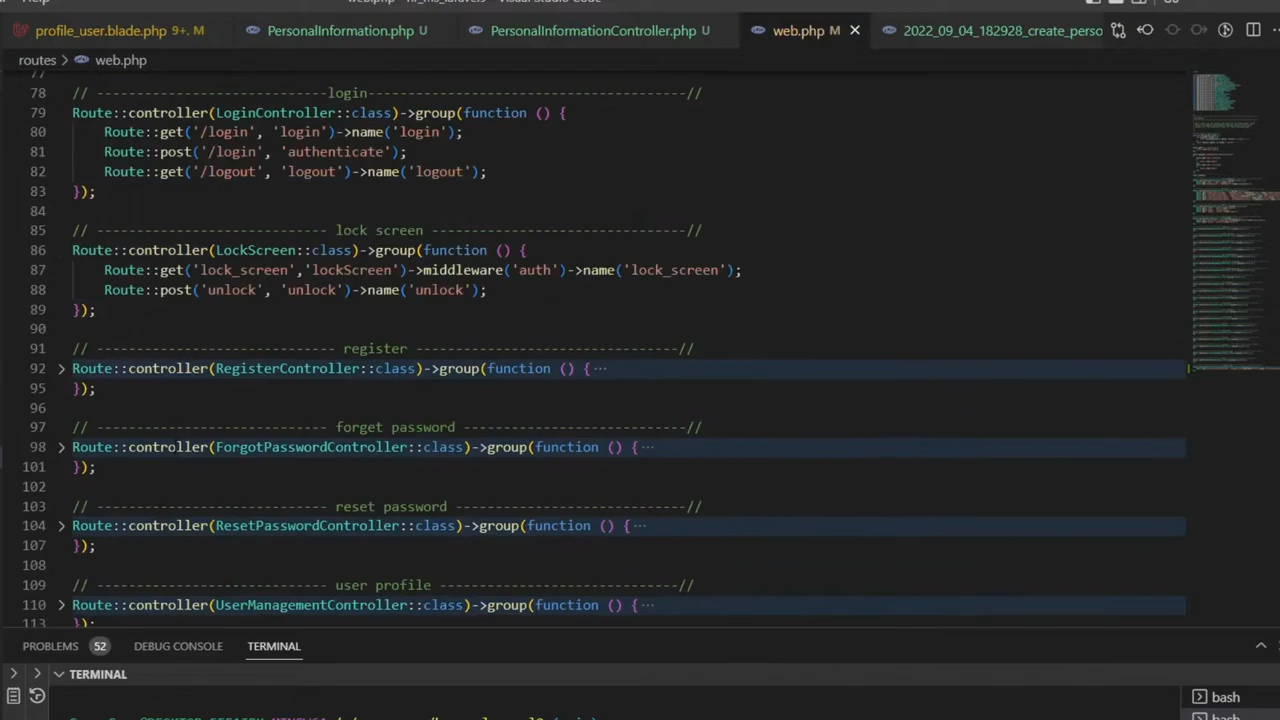 profile_user.blade.php 9+, M
PersonalInformation.php U
PersonalInformationController.php U
web.php M
2022_09_04_182928_create_perso
routes > web.php
78 // -----------------------------login----------------------------------------//
79 Route::controller(LoginController::class)->group(function () {
80 Route::get('/login', 'login')->name('login');
81 Route::post('/login', 'authenticate');
82 Route::get('/logout', 'logout')->name('logout');
83 });
84
85 // ----------------------------- lock screen --------------------------------//
86 Route::controller(LockScreen::class)->group(function () {
87 Route::get('lock_screen','lockScreen')->middleware('auth')->name('lock_screen');
88 Route::post('unlock', 'unlock')->name('unlock');
89 });
90
91 // ------------------------------ register ---------------------------------//
92 Route::controller(RegisterController::class)->group(function () { ···
95 });
96
97 // ----------------------------- forget password ----------------------------//
98 Route::controller(ForgotPasswordController::class)->group(function () { ···
101 });
102
103 // ----------------------------- reset password -----------------------------//
104 Route::controller(ResetPasswordController::class)->group(function () { ···
107 });
108
109 // ----------------------------- user profile ------------------------------//
110 Route::controller(UserManagementController::class)->group(function () { ···
113 });
PROBLEMS 52 DEBUG CONSOLE TERMINAL
TERMINAL
bash
bash